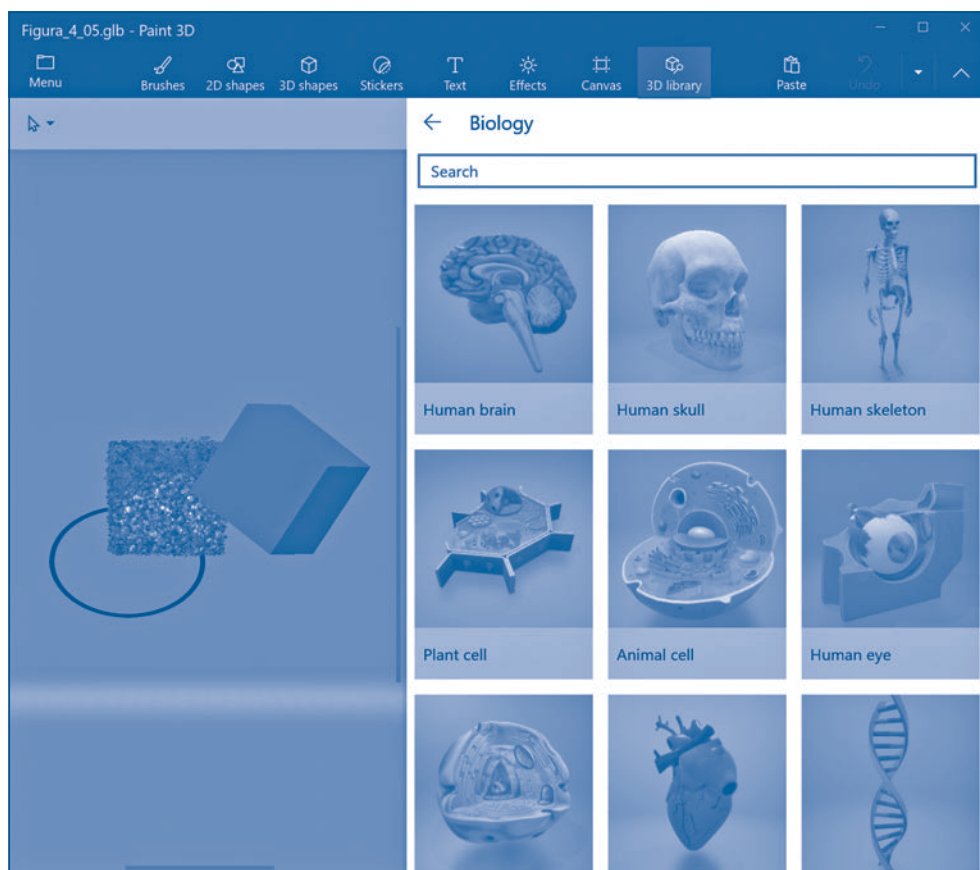 Figura_4_05.glb - Paint 3D
Menu Brushes 2D shapes 3D shapes Stickers Text Effects Canvas 3D library Paste Undo
Biology
Search
Human brain Human skull Human skeleton
Plant cell Animal cell Human eye